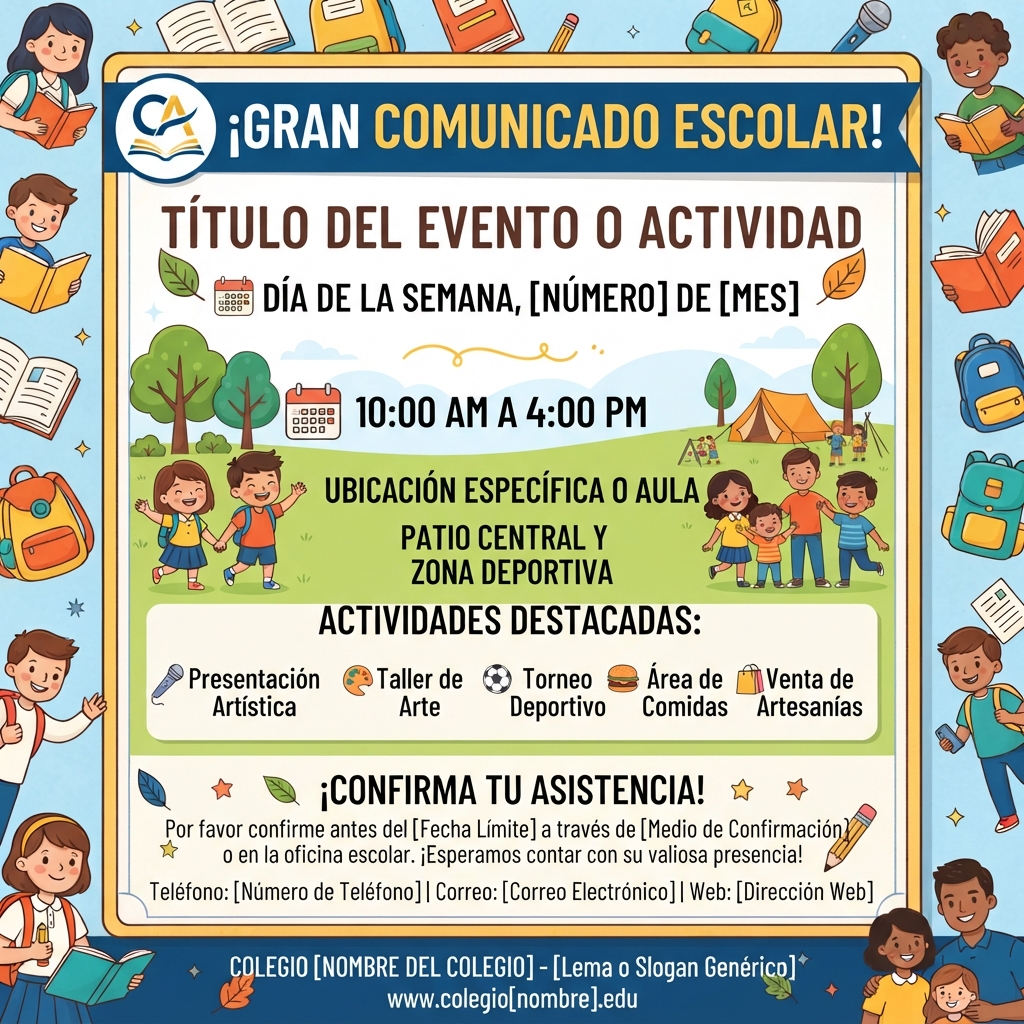 CA
¡GRAN COMUNICADO ESCOLAR!
TÍTULO DEL EVENTO O ACTIVIDAD
DÍA DE LA SEMANA, [NÚMERO] DE [MES]
10:00 AM A 4:00 PM
UBICACIÓN ESPECÍFICA O AULA
PATIO CENTRAL Y
ZONA DEPORTIVA
ACTIVIDADES DESTACADAS:
Presentación
Artística
Taller de
Arte
Torneo
Deportivo
Área de
Comidas
Venta de
Artesanías
¡CONFIRMA TU ASISTENCIA!
Por favor confirme antes del [Fecha Límite] a través de [Medio de Confirmación]
o en la oficina escolar. ¡Esperamos contar con su valiosa presencia!
Teléfono: [Número de Teléfono] | Correo: [Correo Electrónico] | Web: [Dirección Web]
COLEGIO [NOMBRE DEL COLEGIO] - [Lema o Slogan Genérico]
www.colegio[nombre].edu